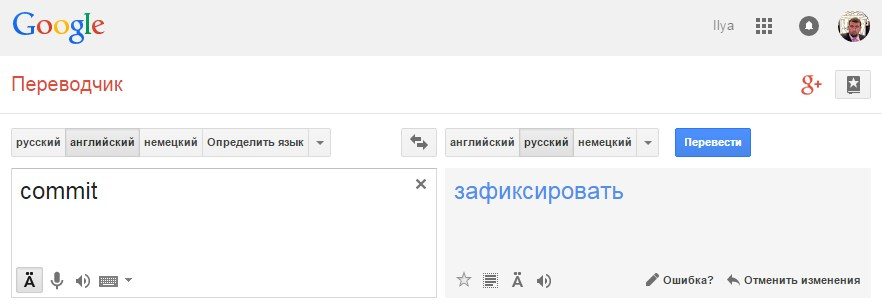 Google
Ilya
Переводчик
g+
русский английский немецкий Определить язык
английский русский немецкий
Перевести
commit
зафиксировать
Ä
Ä
Ошибка?
Отменить изменения